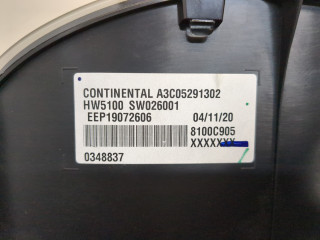 CONTINENTAL A3C05291302
HW5100 SW026001
EEP19072606 04/11/20
8100C905
XXXXXXX
0348837